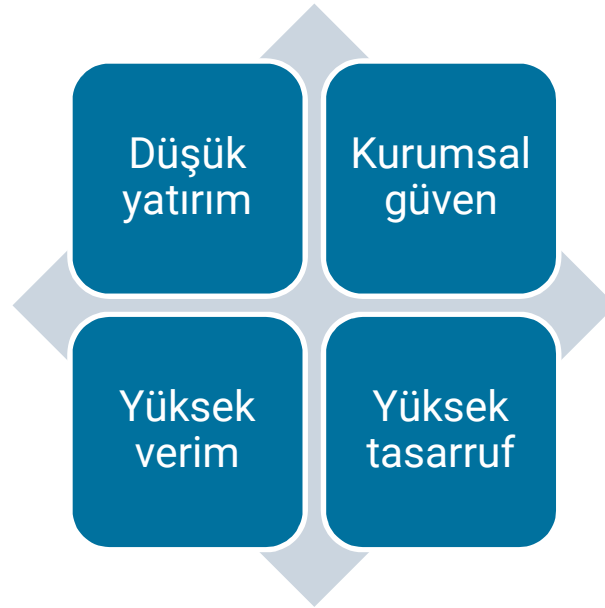 Düşük
yatırım
Kurumsal
güven
Yüksek
verim
Yüksek
tasarruf